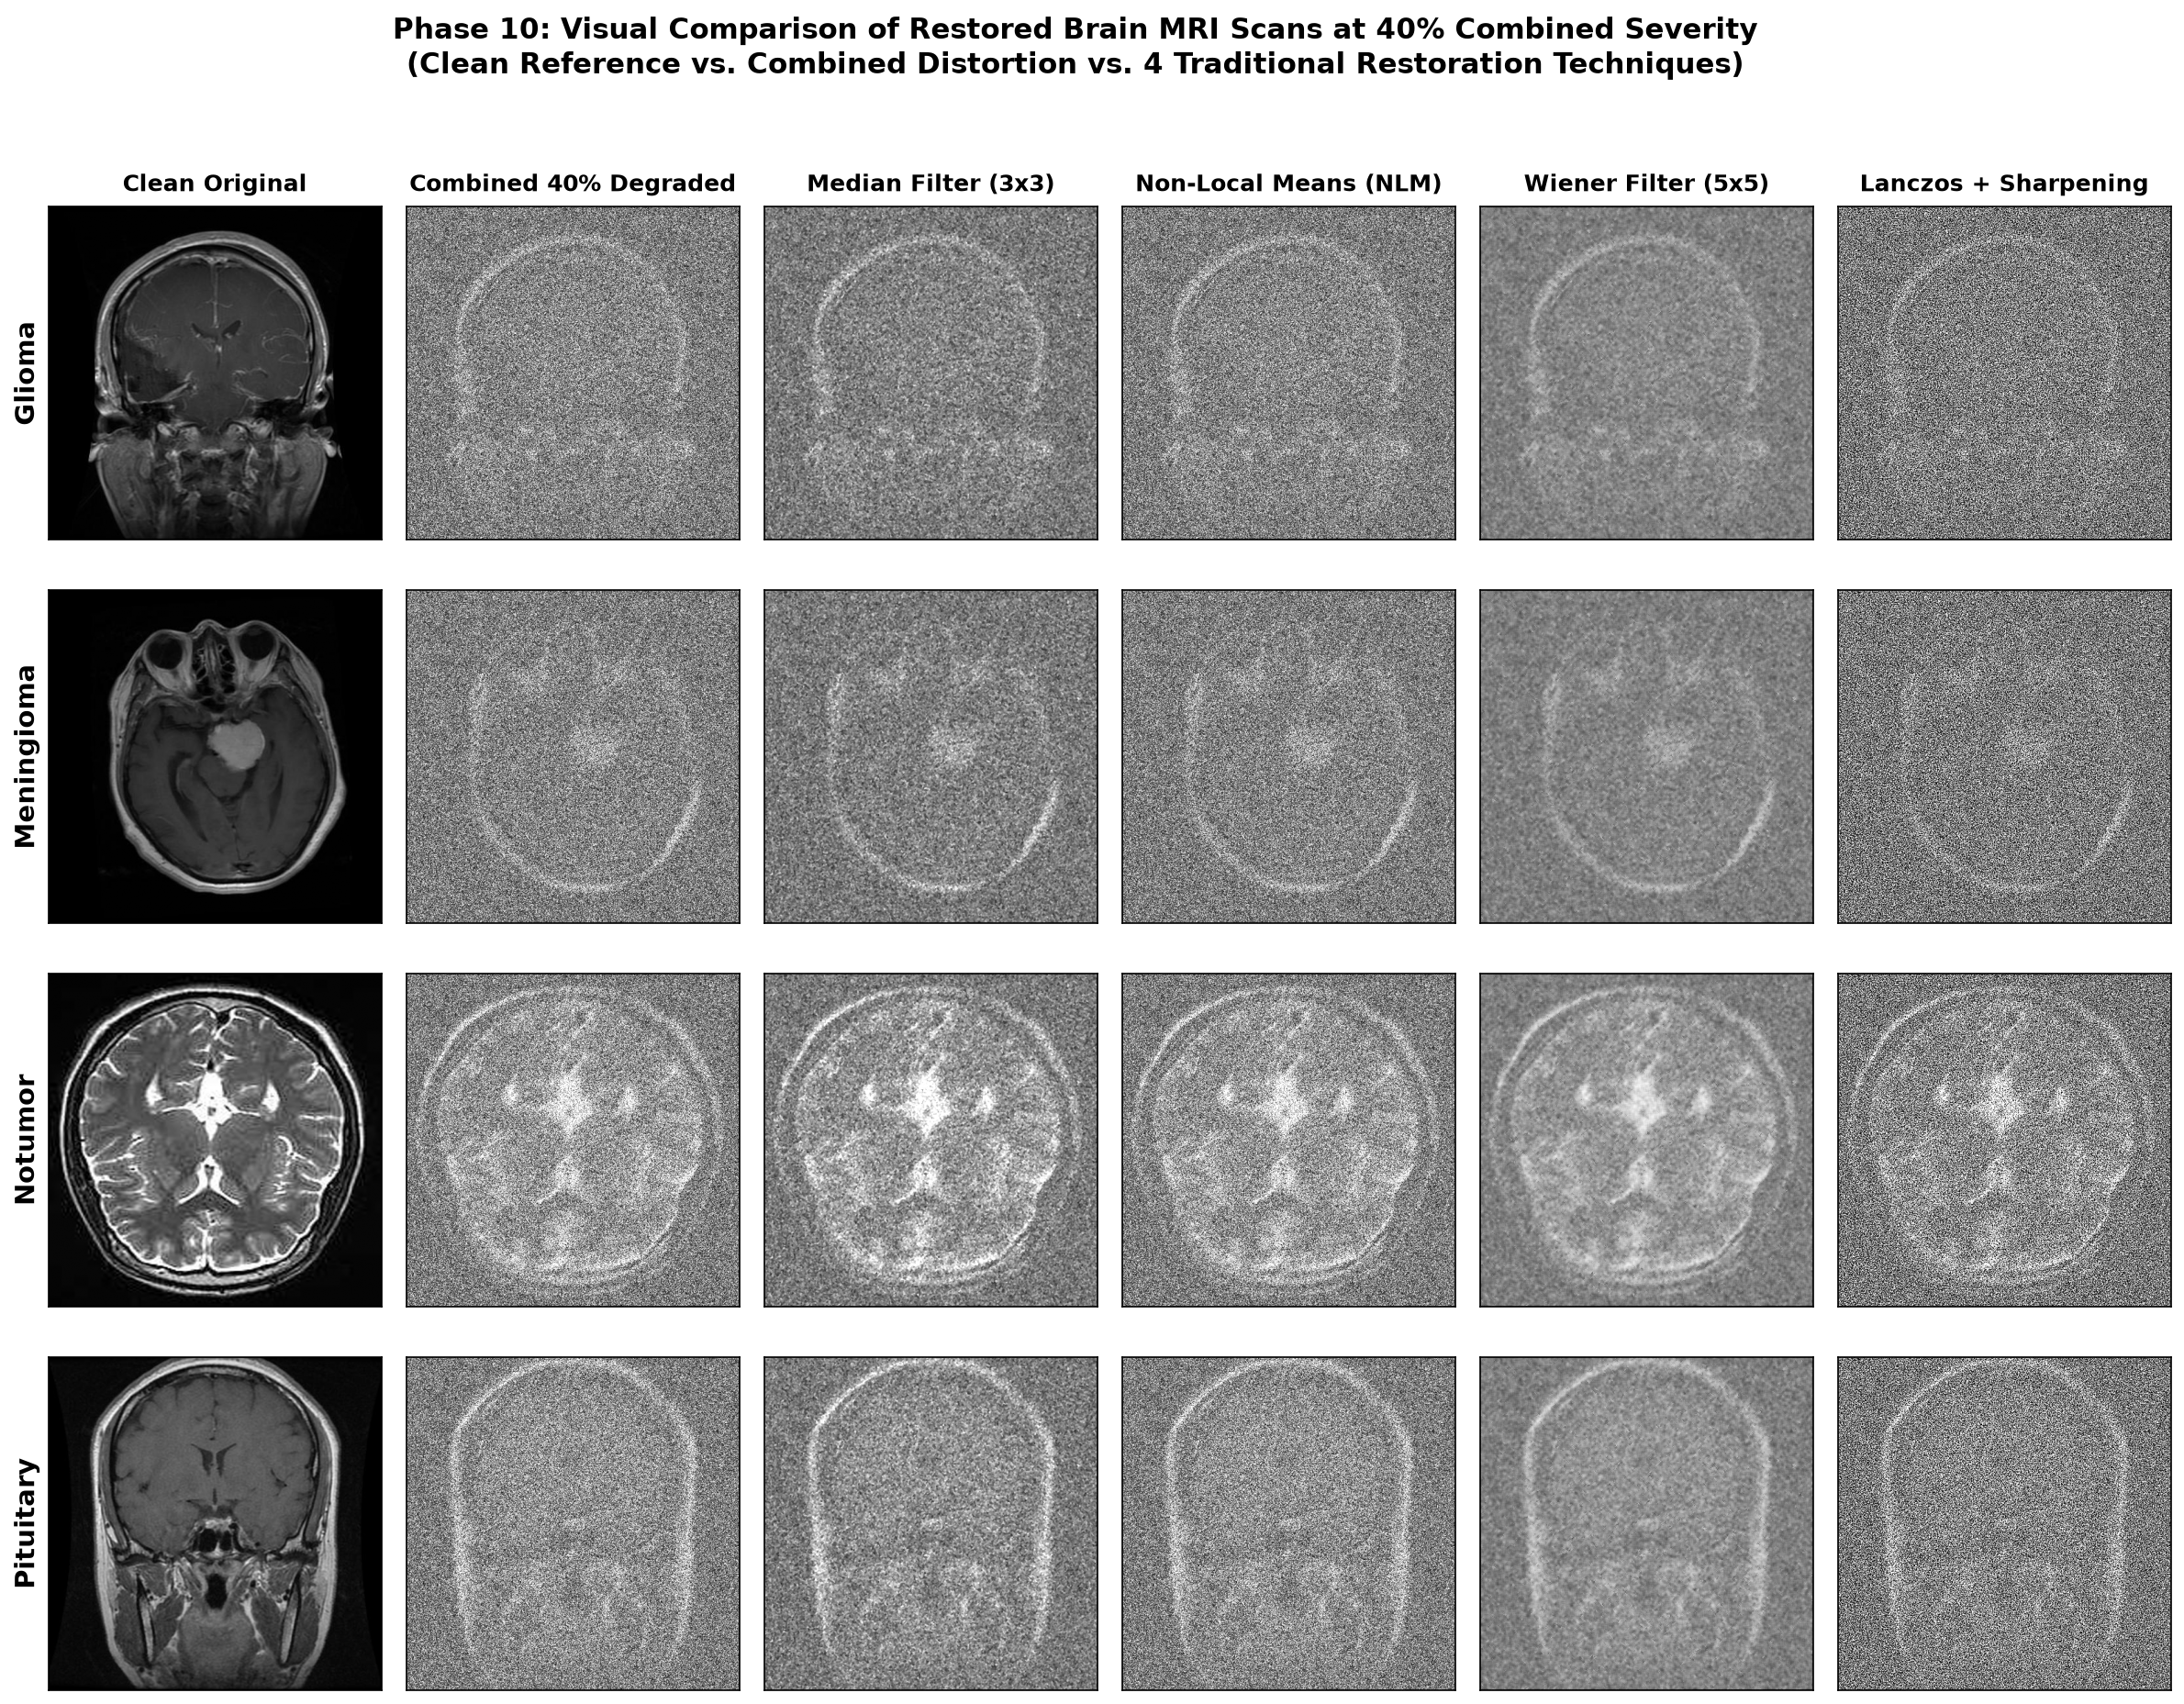 Phase 10: Visual Comparison of Restored Brain MRI Scans at 40% Combined Severity
(Clean Reference vs. Combined Distortion vs. 4 Traditional Restoration Techniques)
Clean Original
Combined 40% Degraded
Median Filter (3x3)
Non-Local Means (NLM)
Wiener Filter (5x5)
Lanczos + Sharpening
Glioma
Meningioma
Notumor
Pituitary